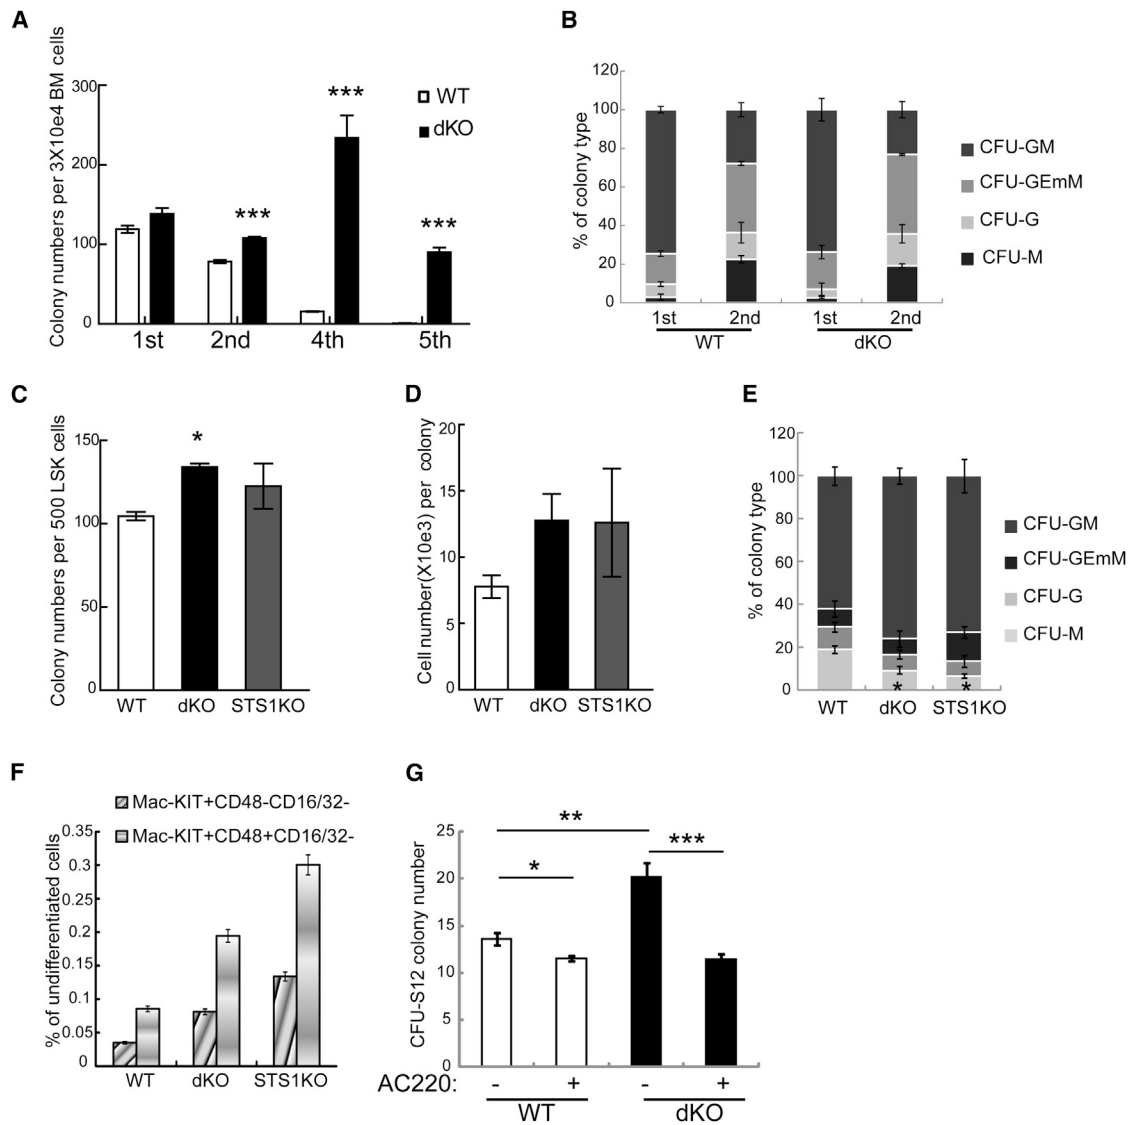 A
Colony numbers per 3X10e4 BM cells
300
200
100
0
***
***
***
WT
dKO
1st 2nd 4th 5th
B
% of colony type
120
100
80
60
40
20
0
1st 2nd 1st 2nd
WT dKO
CFU-GM
CFU-GEmM
CFU-G
CFU-M
C
Colony numbers per 500 LSK cells
150
100
50
0
*
WT dKO STS1KO
D
Cell number(X10e3) per colony
20
15
10
5
0
WT dKO STS1KO
E
% of colony type
120
100
80
60
40
20
0
* *
WT dKO STS1KO
CFU-GM
CFU-GEmM
CFU-G
CFU-M
F
Mac-KIT+CD48-CD16/32-
Mac-KIT+CD48+CD16/32-
% of undifferentiated cells
0.35
0.3
0.25
0.2
0.15
0.1
0.05
0
WT dKO STS1KO
G
CFU-S12 colony number
25
20
15
10
5
0
**
*
***
AC220: - + - +
WT dKO